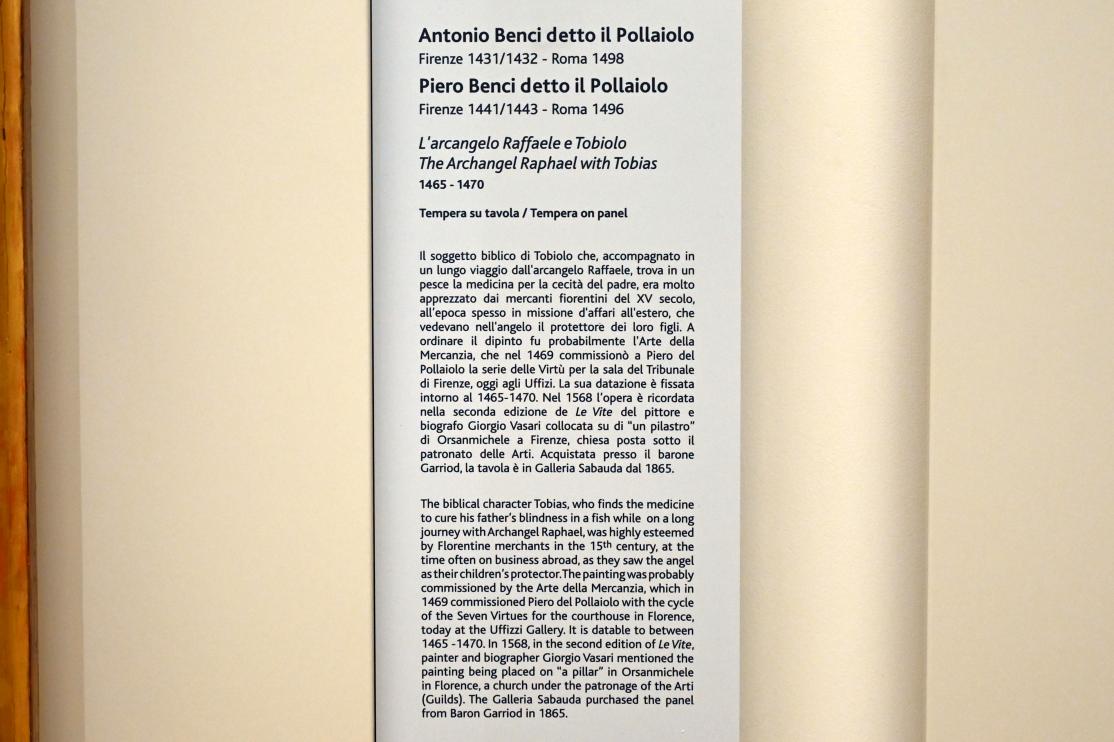 Antonio Benci detto il Pollaiolo
Firenze 1431/1432 - Roma 1498
Piero Benci detto il Pollaiolo
Firenze 1441/1443 - Roma 1496
L'arcangelo Raffaele e Tobiolo
The Archangel Raphael with Tobias
1465 - 1470
Tempera su tavola / Tempera on panel
Il soggetto biblico di Tobiolo che, accompagnato in
un lungo viaggio dall'arcangelo Raffaele, trova in un
pesce la medicina per la cecità del padre, era molto
apprezzato dai mercanti fiorentini del XV secolo,
all'epoca spesso in missione d'affari all'estero, che
vedevano nell'angelo il protettore dei loro figli. A
ordinare il dipinto fu probabilmente l'Arte della
Mercanzia, che nel 1469 commissionò a Piero del
Pollaiolo la serie delle Virtù per la sala del Tribunale
di Firenze, oggi agli Uffizi. La sua datazione è fissata
intorno al 1465-1470. Nel 1568 l'opera è ricordata
nella seconda edizione de Le Vite del pittore e
biografo Giorgio Vasari collocata su di "un pilastro"
di Orsanmichele a Firenze, chiesa posta sotto il
patronato delle Arti. Acquistata presso il barone
Garriod, la tavola è in Galleria Sabauda dal 1865.
The biblical character Tobias, who finds the medicine
to cure his father's blindness in a fish while on a long
journey with Archangel Raphael, was highly esteemed
by Florentine merchants in the 15th century, at the
time often on business abroad, as they saw the angel
as their children's protector. The painting was probably
commissioned by the Arte della Mercanzia, which in
1469 commissioned Piero del Pollaiolo with the cycle
of the Seven Virtues for the courthouse in Florence,
today at the Uffizzi Gallery. It is datable to between
1465 -1470. In 1568, in the second edition of Le Vite,
painter and biographer Giorgio Vasari mentioned the
painting being placed on "a pillar" in Orsanmichele
in Florence, a church under the patronage of the Arti
(Guilds). The Galleria Sabauda purchased the panel
from Baron Garriod in 1865.